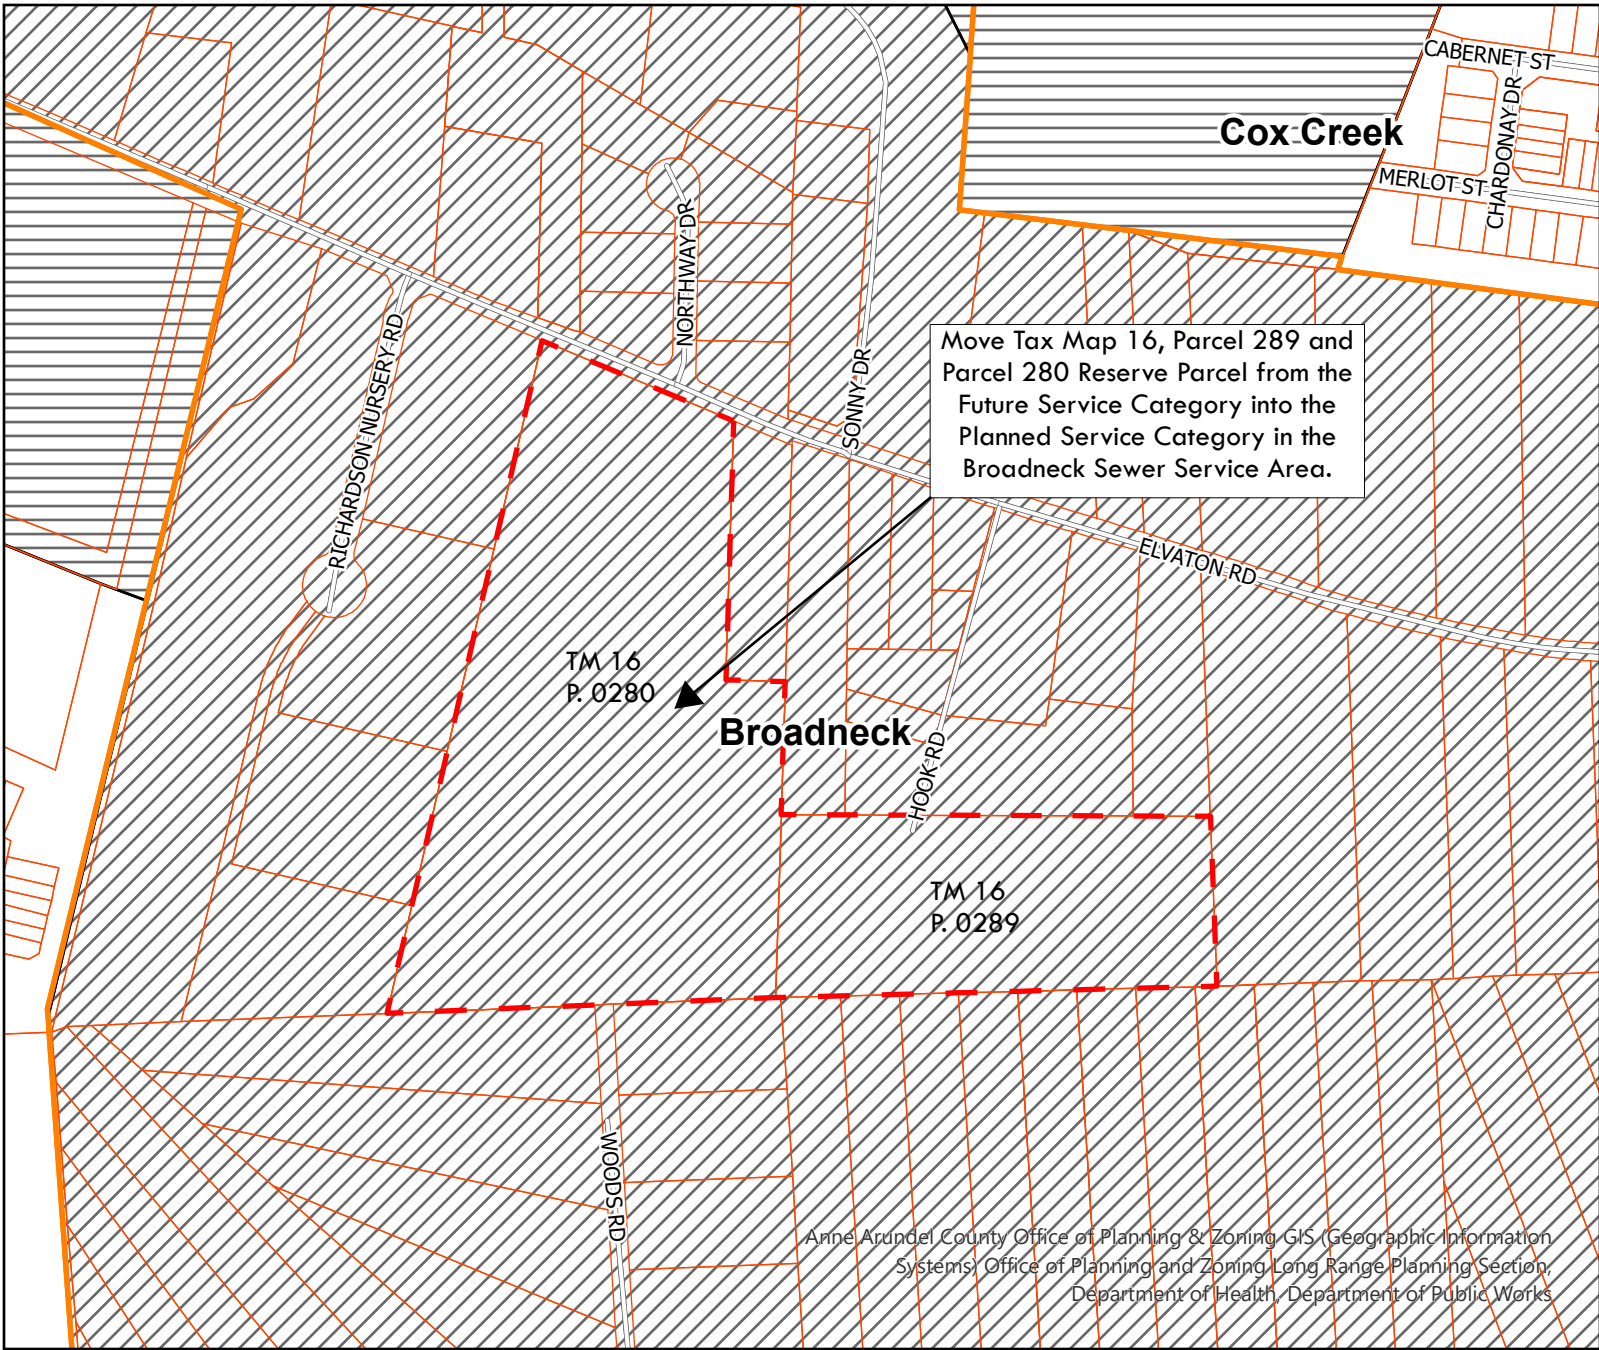 CABERNET ST
Cox Creek
CHARDONAY DR
MERLOT ST
NORTHWAY DR
RICHARDSON NURSERY RD
SONNY DR
Move Tax Map 16, Parcel 289 and
Parcel 280 Reserve Parcel from the
Future Service Category into the
Planned Service Category in the
Broadneck Sewer Service Area.
ELVATON RD
TM 16
P. 0280
Broadneck
HOOK RD
TM 16
P. 0289
WOODS RD
Anne Arundel County Office of Planning & Zoning GIS (Geographic Information
Systems) Office of Planning and Zoning Long Range Planning Section,
Department of Health, Department of Public Works